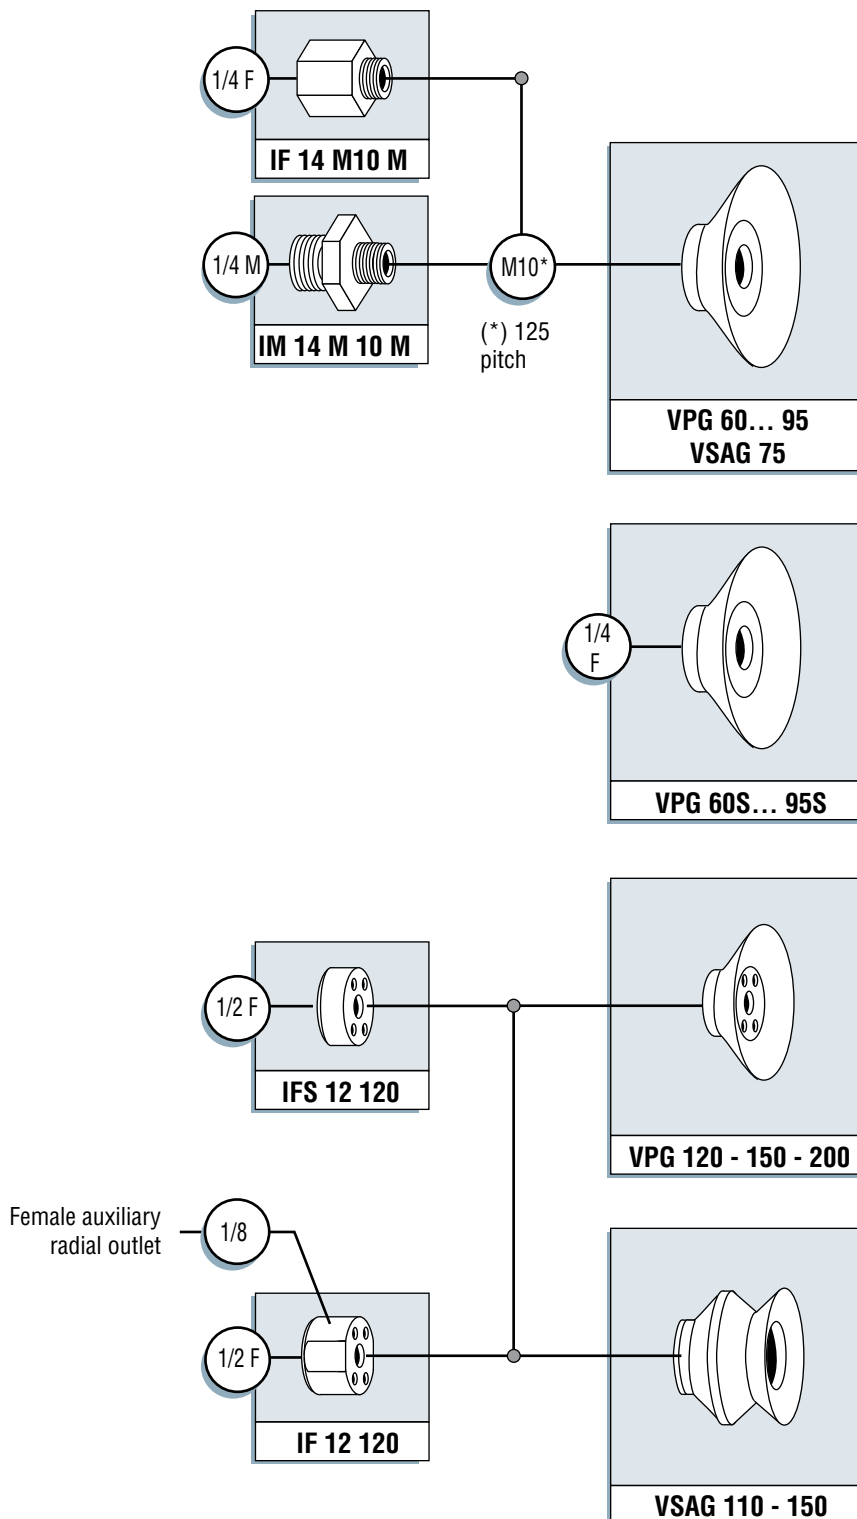 1/4 F
IF 14 M10 M
1/4 M
IM 14 M 10 M
M10*
(*) 125
pitch
VPG 60... 95
VSAG 75
1/4
F
VPG 60S... 95S
1/2 F
IFS 12 120
VPG 120 - 150 - 200
Female auxiliary
radial outlet
1/8
1/2 F
IF 12 120
VSAG 110 - 150